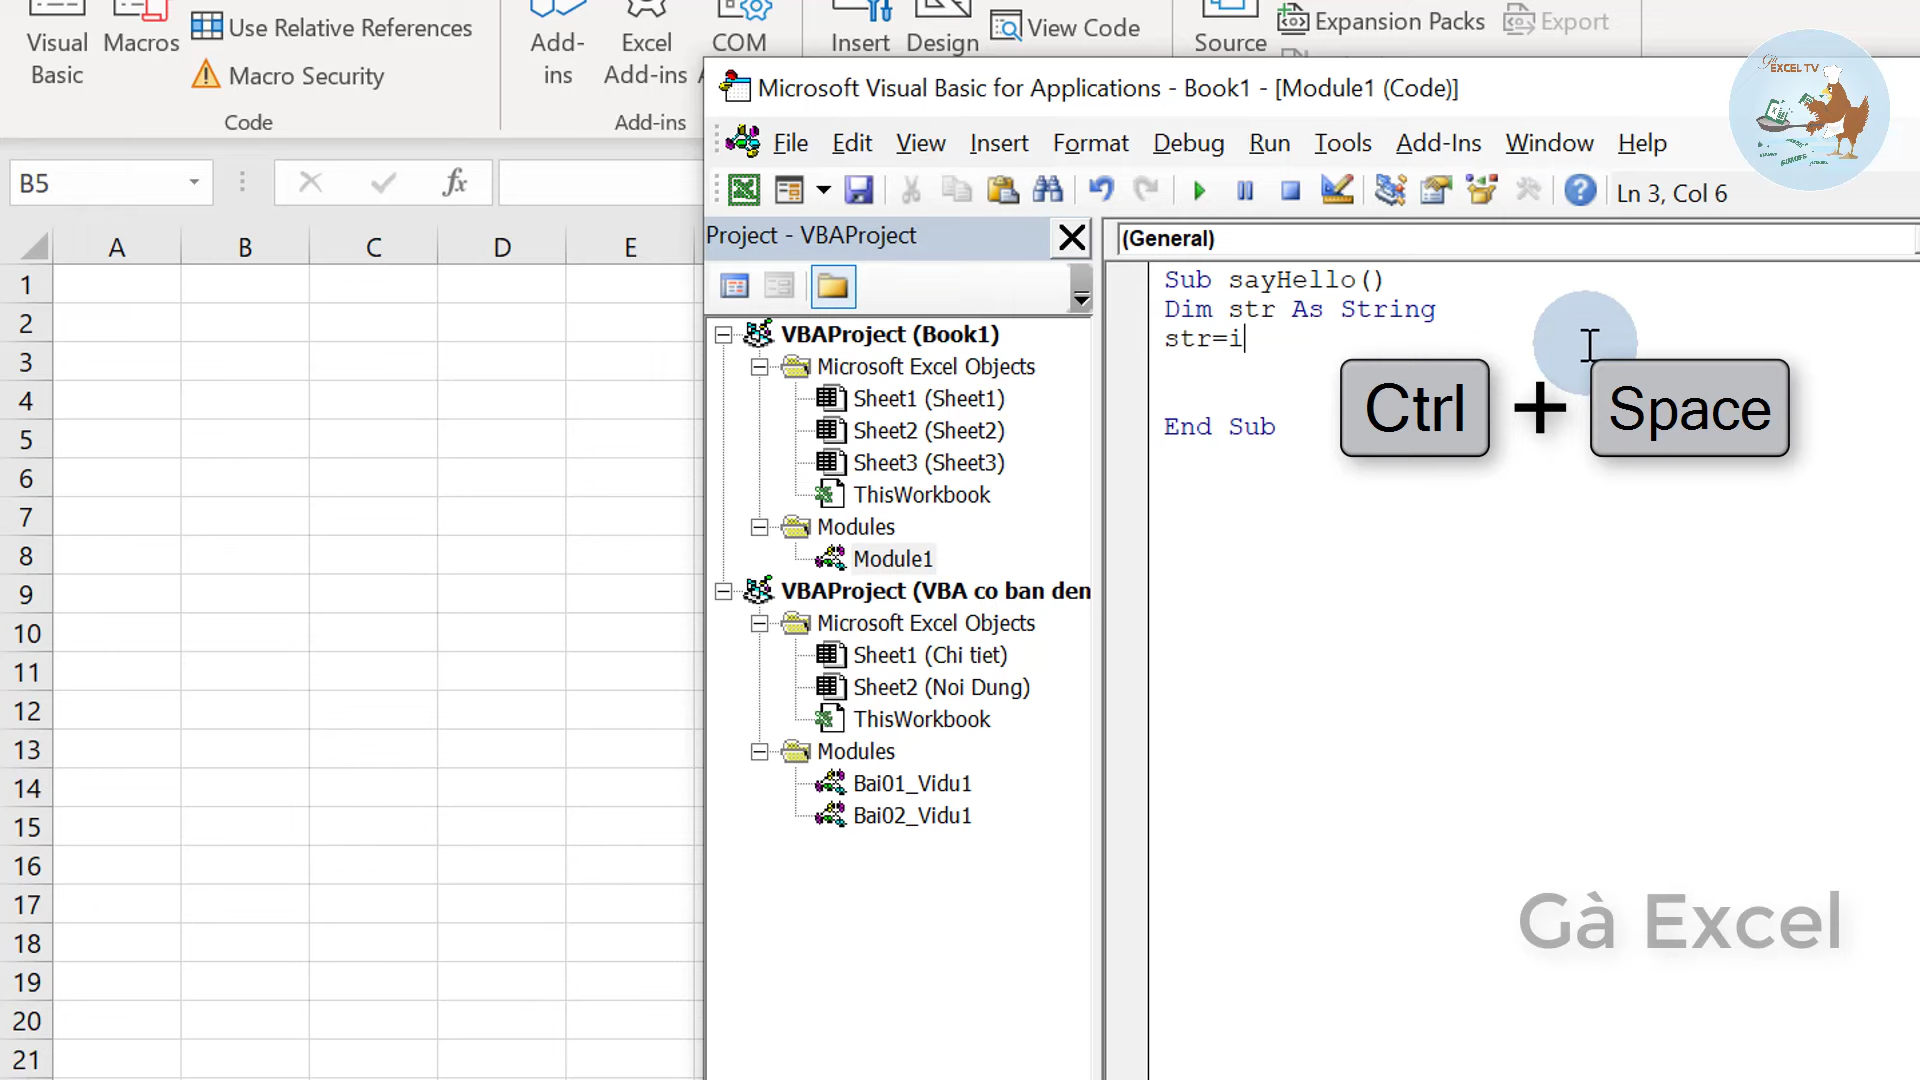 Visual Basic
Macros
Use Relative References
Macro Security
Code
Add-ins
Excel Add-ins
COM
Add-ins
Insert
Design
View Code
Source
Expansion Packs
Export
EXCEL TV
Microsoft Visual Basic for Applications - Book1 - [Module1 (Code)]
File Edit View Insert Format Debug Run Tools Add-Ins Window Help
Ln 3, Col 6
B5
fx
Project - VBAProject
(General)
A B C D E
1
2
3
4
5
6
7
8
9
10
11
12
13
14
15
16
17
18
19
20
21
VBAProject (Book1)
Microsoft Excel Objects
Sheet1 (Sheet1)
Sheet2 (Sheet2)
Sheet3 (Sheet3)
ThisWorkbook
Modules
Module1
VBAProject (VBA co ban den
Microsoft Excel Objects
Sheet1 (Chi tiet)
Sheet2 (Noi Dung)
ThisWorkbook
Modules
Bai01_Vidu1
Bai02_Vidu1
Sub sayHello()
Dim str As String
str=i
End Sub
Ctrl + Space
Gà Excel